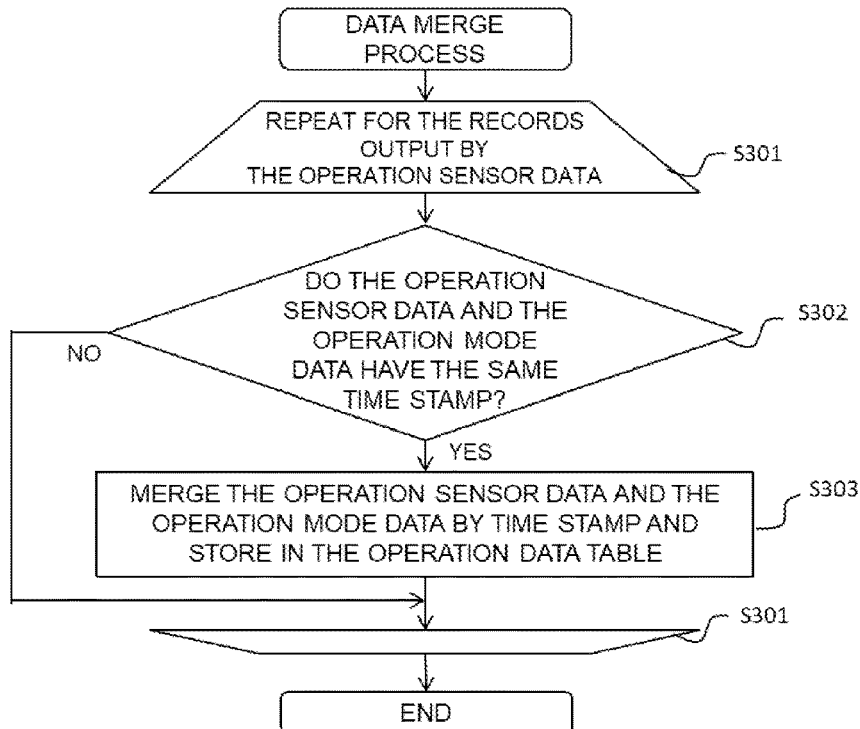 DATA MERGE
PROCESS
REPEAT FOR THE RECORDS
OUTPUT BY
THE OPERATION SENSOR DATA
S301
DO THE OPERATION
SENSOR DATA AND THE
OPERATION MODE
DATA HAVE THE SAME
TIME STAMP?
S302
NO
YES
MERGE THE OPERATION SENSOR DATA AND THE
OPERATION MODE DATA BY TIME STAMP AND
STORE IN THE OPERATION DATA TABLE
S303
S301
END